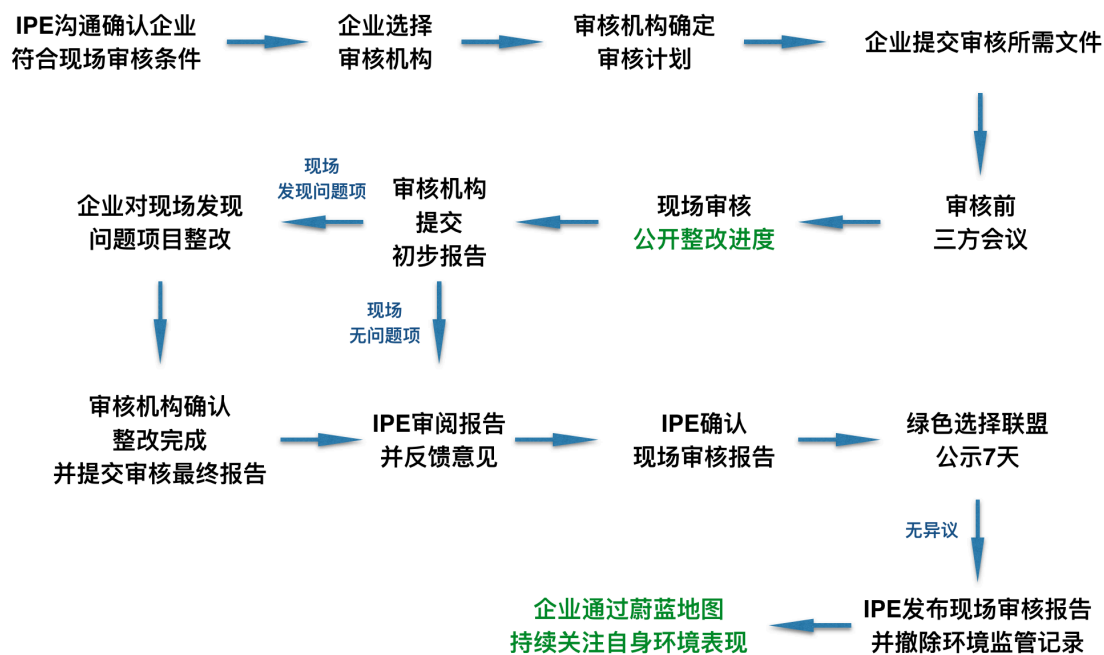 IPE沟通确认企业
符合现场审核条件
企业选择
审核机构
审核机构确定
审核计划
企业提交审核所需文件
审核前
三方会议
现场审核
公开整改进度
审核机构
提交
初步报告
现场
发现问题项
企业对现场发现
问题项目整改
现场
无问题项
审核机构确认
整改完成
并提交审核最终报告
IPE审阅报告
并反馈意见
IPE确认
现场审核报告
绿色选择联盟
公示7天
无异议
IPE发布现场审核报告
并撤除环境监管记录
企业通过蔚蓝地图
持续关注自身环境表现